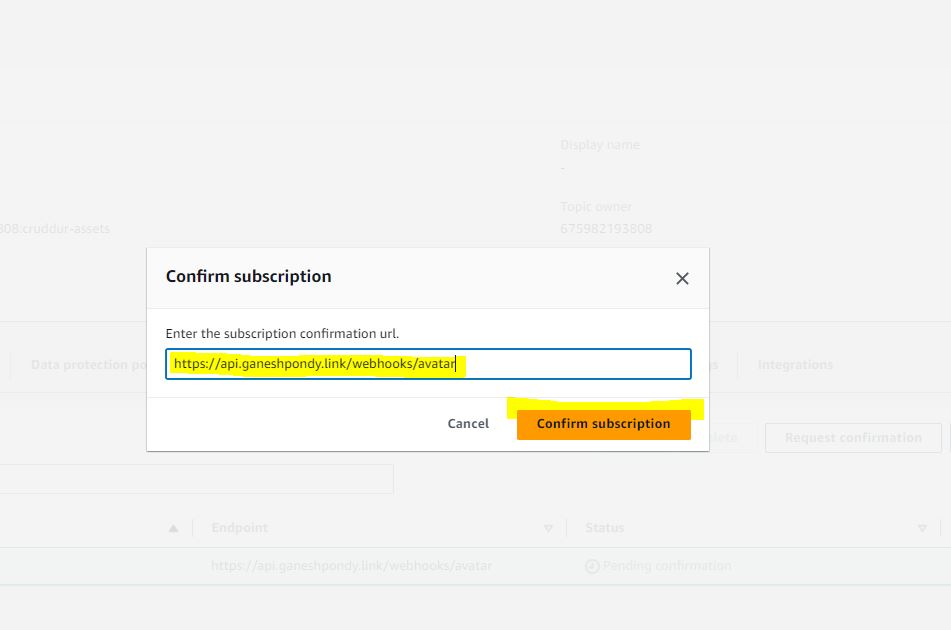 Display name
-
Topic owner
808:cruddur-assets
675982193808
Confirm subscription
Enter the subscription confirmation url.
https://api.ganeshpondy.link/webhooks/avatar
Data protection po
gs
Integrations
Cancel
Confirm subscription
lete
Request confirmation
Endpoint
Status
https://api.ganeshpondy.link/webhooks/avatar
Pending confirmation